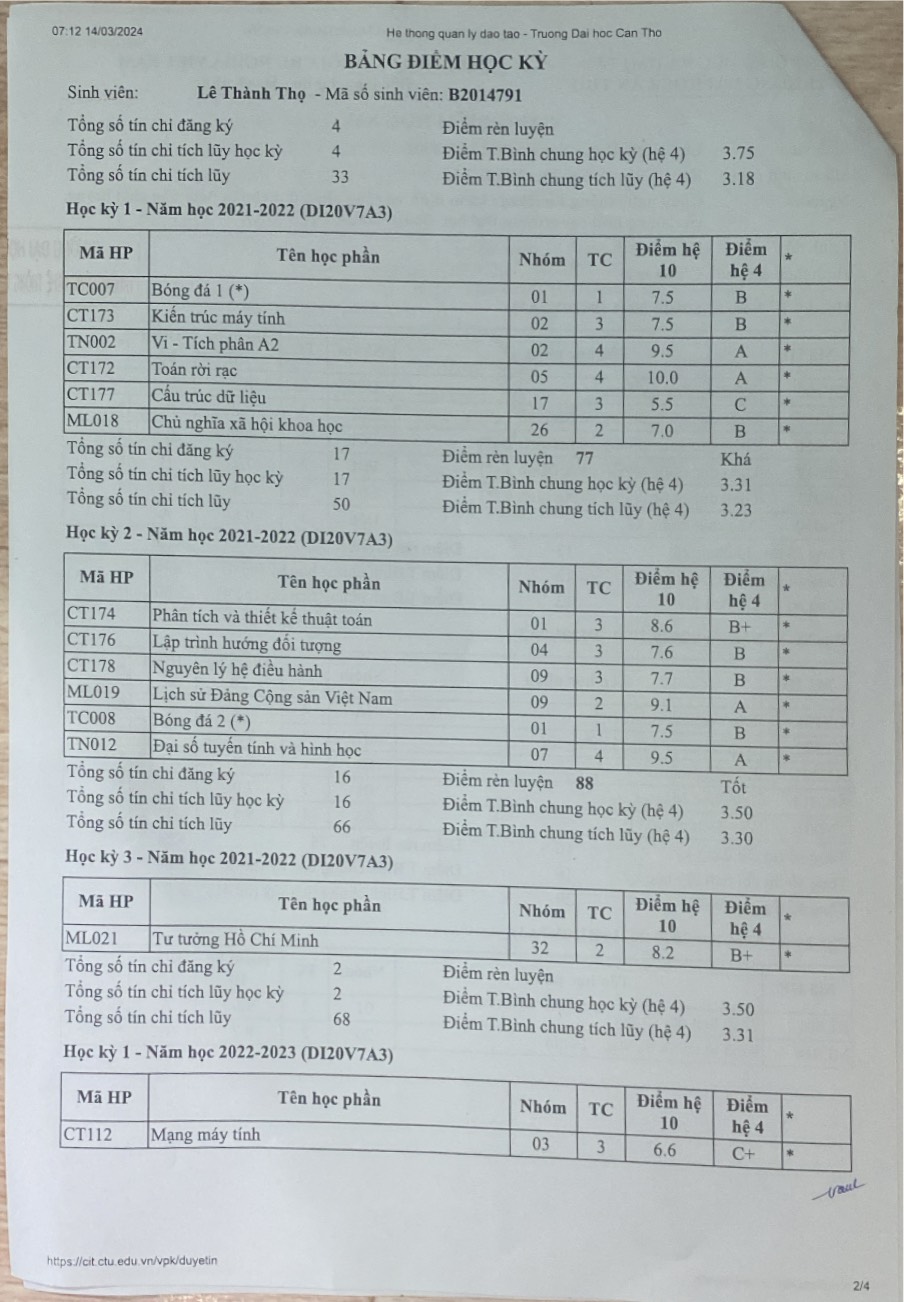 07:12 14/03/2024 He thong quan ly dao tao - Truong Dai hoc Can Tho
BẢNG ĐIỂM HỌC KỲ
Sinh viên: Lê Thành Thọ - Mã số sinh viên: B2014791
Tổng số tín chỉ đăng ký 4 Điểm rèn luyện
Tổng số tín chỉ tích lũy học kỳ 4 Điểm T.Bình chung học kỳ (hệ 4) 3.75
Tổng số tín chỉ tích lũy 33 Điểm T.Bình chung tích lũy (hệ 4) 3.18
Học kỳ 1 - Năm học 2021-2022 (DI20V7A3)
Mã HP Tên học phần Nhóm TC Điểm hệ 10 Điểm hệ 4 *
TC007 Bóng đá 1 (*) 01 1 7.5 B *
CT173 Kiến trúc máy tính 02 3 7.5 B *
TN002 Vi - Tích phân A2 02 4 9.5 A *
CT172 Toán rời rạc 05 4 10.0 A *
CT177 Cấu trúc dữ liệu 17 3 5.5 C *
ML018 Chủ nghĩa xã hội khoa học 26 2 7.0 B *
Tổng số tín chỉ đăng ký 17 Điểm rèn luyện 77 Khá
Tổng số tín chỉ tích lũy học kỳ 17 Điểm T.Bình chung học kỳ (hệ 4) 3.31
Tổng số tín chỉ tích lũy 50 Điểm T.Bình chung tích lũy (hệ 4) 3.23
Học kỳ 2 - Năm học 2021-2022 (DI20V7A3)
Mã HP Tên học phần Nhóm TC Điểm hệ 10 Điểm hệ 4 *
CT174 Phân tích và thiết kế thuật toán 01 3 8.6 B+ *
CT176 Lập trình hướng đối tượng 04 3 7.6 B *
CT178 Nguyên lý hệ điều hành 09 3 7.7 B *
ML019 Lịch sử Đảng Cộng sản Việt Nam 09 2 9.1 A *
TC008 Bóng đá 2 (*) 01 1 7.5 B *
TN012 Đại số tuyến tính và hình học 07 4 9.5 A *
Tổng số tín chỉ đăng ký 16 Điểm rèn luyện 88 Tốt
Tổng số tín chỉ tích lũy học kỳ 16 Điểm T.Bình chung học kỳ (hệ 4) 3.50
Tổng số tín chỉ tích lũy 66 Điểm T.Bình chung tích lũy (hệ 4) 3.30
Học kỳ 3 - Năm học 2021-2022 (DI20V7A3)
Mã HP Tên học phần Nhóm TC Điểm hệ 10 Điểm hệ 4 *
ML021 Tư tưởng Hồ Chí Minh 32 2 8.2 B+ *
Tổng số tín chỉ đăng ký 2 Điểm rèn luyện
Tổng số tín chỉ tích lũy học kỳ 2 Điểm T.Bình chung học kỳ (hệ 4) 3.50
Tổng số tín chỉ tích lũy 68 Điểm T.Bình chung tích lũy (hệ 4) 3.31
Học kỳ 1 - Năm học 2022-2023 (DI20V7A3)
Mã HP Tên học phần Nhóm TC Điểm hệ 10 Điểm hệ 4 *
CT112 Mạng máy tính 03 3 6.6 C+ *
https://cit.ctu.edu.vn/vpk/duyetin
2/4